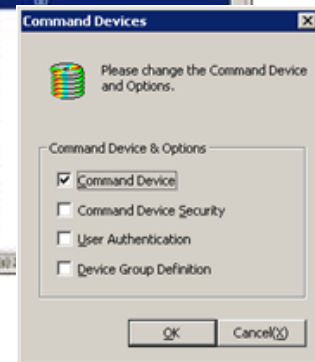 Command Devices
Please change the Command Device
and Options.
Command Device & Options
Command Device
Command Device Security
User Authentication
Device Group Definition
OK
Cancel(X)